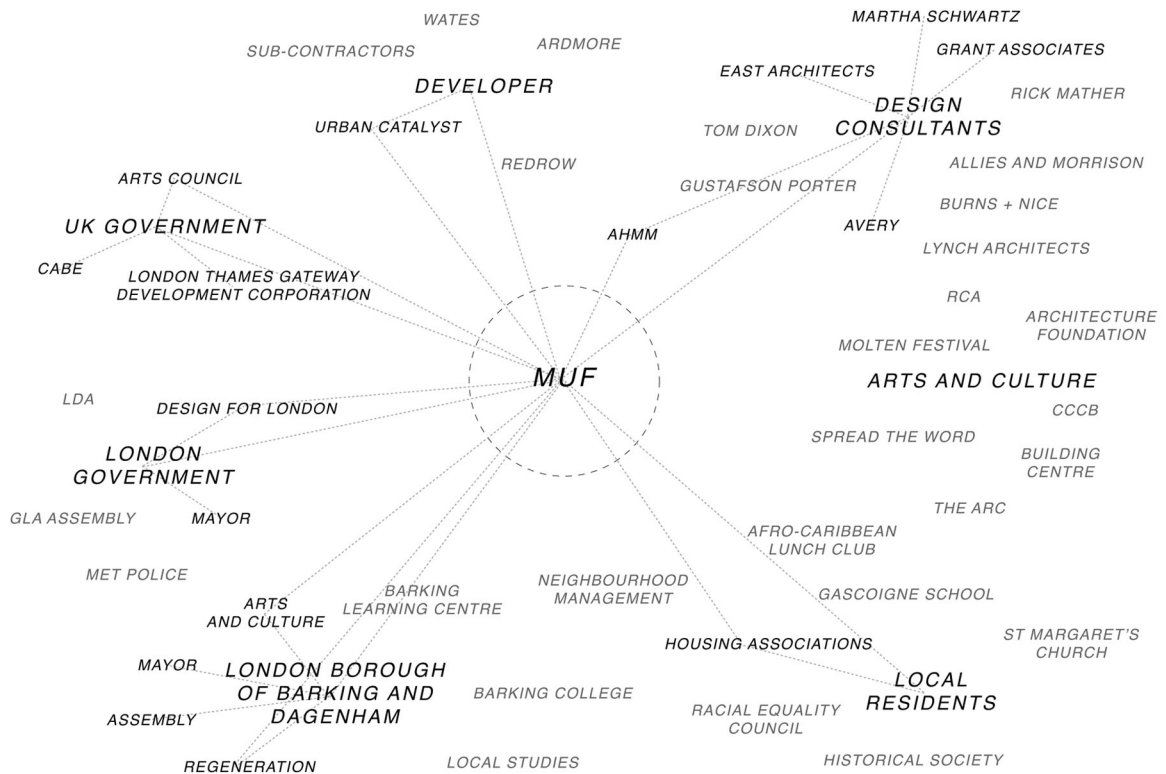 WATES
MARTHA SCHWARTZ
SUB-CONTRACTORS
ARDMORE
GRANT ASSOCIATES
EAST ARCHITECTS
DEVELOPER
RICK MATHER
DESIGN
CONSULTANTS
URBAN CATALYST
TOM DIXON
REDROW
ALLIES AND MORRISON
ARTS COUNCIL
GUSTAFSON PORTER
BURNS + NICE
UK GOVERNMENT
AHMM
AVERY
LYNCH ARCHITECTS
CABE
LONDON THAMES GATEWAY
DEVELOPMENT CORPORATION
RCA
ARCHITECTURE
FOUNDATION
MOLTEN FESTIVAL
MUF
ARTS AND CULTURE
LDA
DESIGN FOR LONDON
CCCB
SPREAD THE WORD
LONDON
GOVERNMENT
BUILDING
CENTRE
GLA ASSEMBLY
MAYOR
THE ARC
AFRO-CARIBBEAN
LUNCH CLUB
MET POLICE
BARKING
LEARNING CENTRE
NEIGHBOURHOOD
MANAGEMENT
GASCOIGNE SCHOOL
ARTS
AND CULTURE
HOUSING ASSOCIATIONS
ST MARGARET'S
CHURCH
MAYOR
LONDON BOROUGH
OF BARKING AND
DAGENHAM
BARKING COLLEGE
LOCAL
RESIDENTS
ASSEMBLY
RACIAL EQUALITY
COUNCIL
REGENERATION
LOCAL STUDIES
HISTORICAL SOCIETY